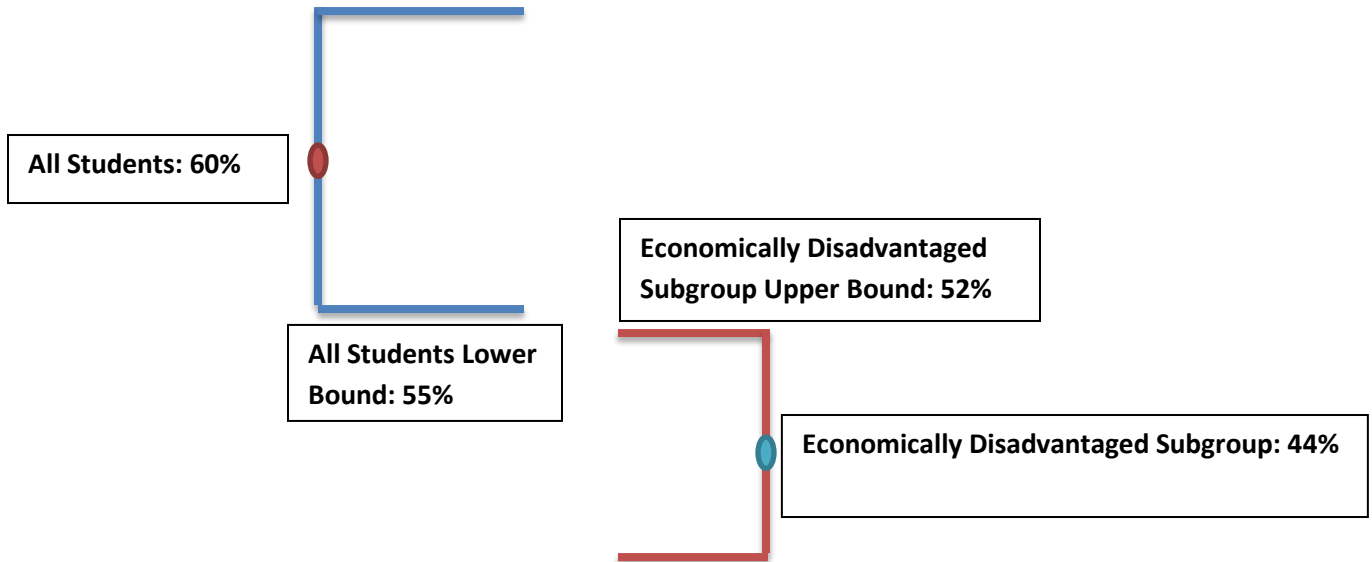 All Students: 60%
Economically Disadvantaged
Subgroup Upper Bound: 52%
All Students Lower
Bound: 55%
Economically Disadvantaged Subgroup: 44%